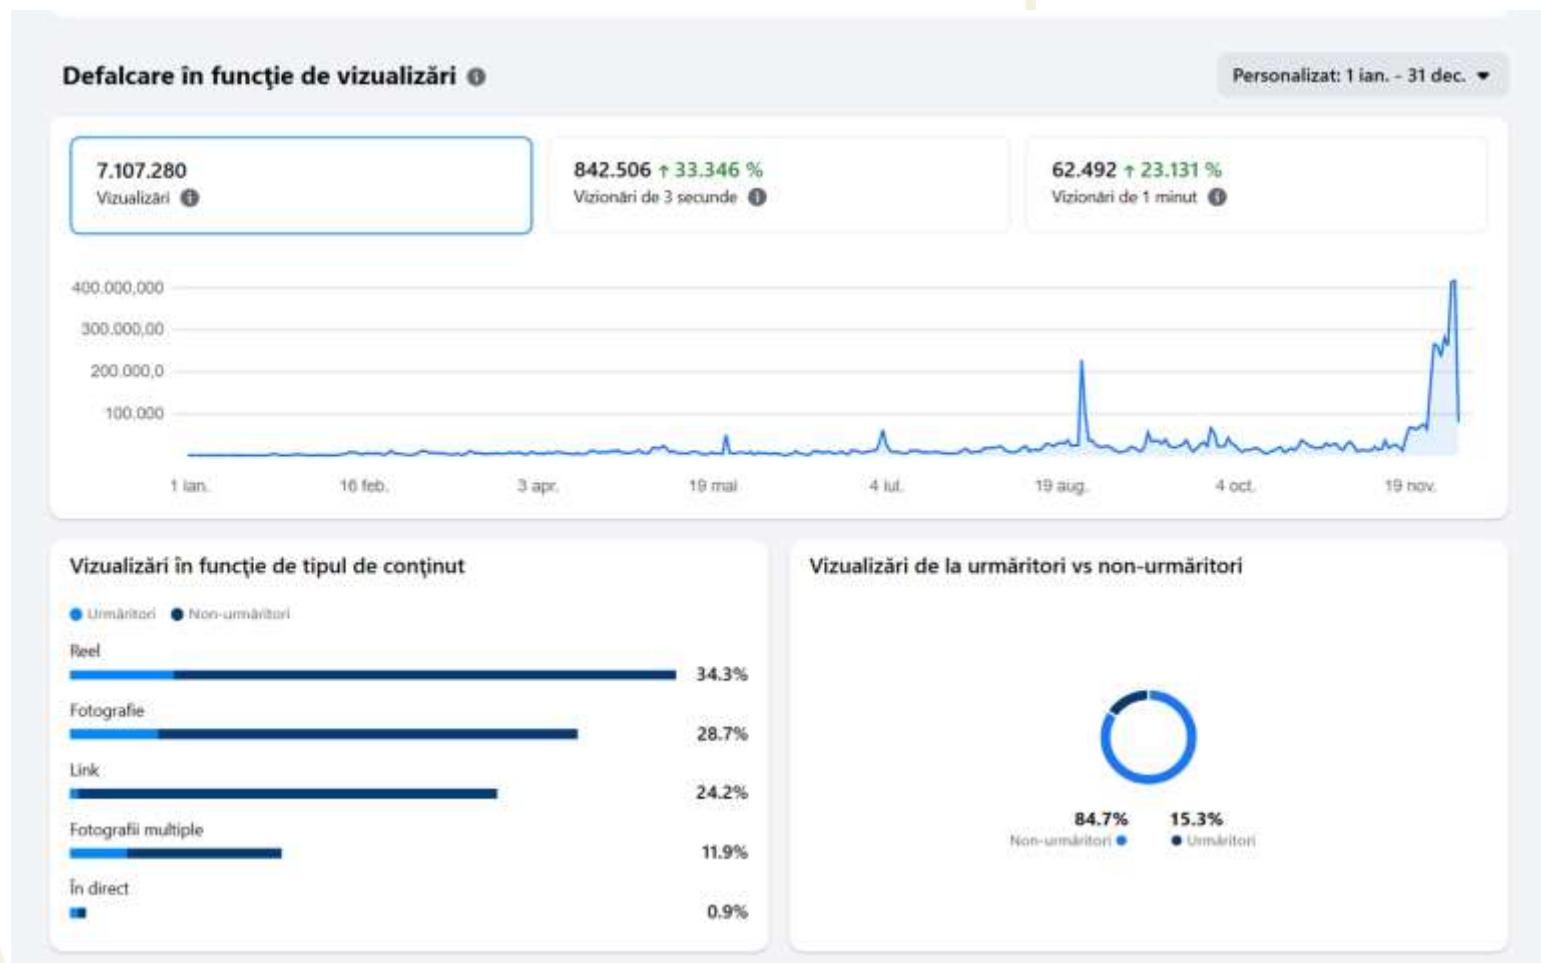 Defalcare în funcție de vizualizări
Personalizat: 1 ian. - 31 dec.
7.107.280
Vizualizări
842.506 ↑ 33.346 %
Vizionări de 3 secunde
62.492 ↑ 23.131 %
Vizionări de 1 minut
400.000,000
300.000,00
200.000,0
100.000
1 ian.
16 feb.
3 apr.
19 mai
4 iul.
19 aug.
4 oct.
19 nov.
Vizualizări în funcție de tipul de conținut
Urmăritori
Non-urmăritori
Reel
34.3%
Fotografie
28.7%
Link
24.2%
Fotografii multiple
11.9%
În direct
0.9%
Vizualizări de la urmăritori vs non-urmăritori
84.7%
Non-urmăritori
15.3%
Urmăritori